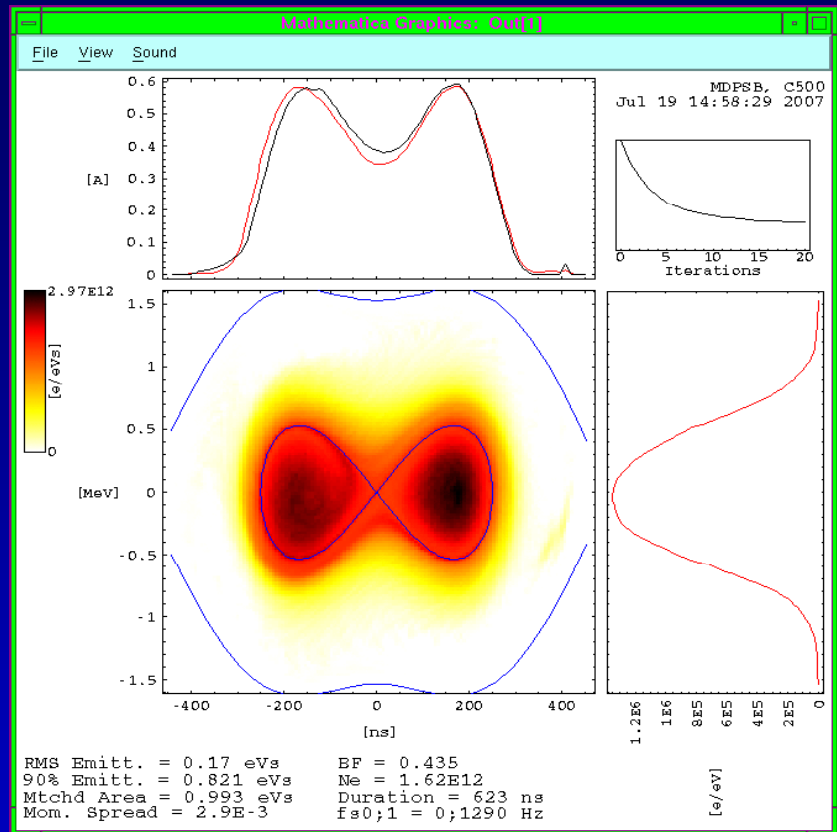 Mathematica Graphics: Out[1]
File View Sound
MDPSB, C500
Jul 19 14:58:29 2007
0.6
0.5
0.4
[A] 0.3
0.2
0.1
0
0 5 10 15 20
Iterations
2.97E12
[e/eVs]
0
1.5
1
0.5
[MeV] 0
-0.5
-1
-1.5
-400 -200 0 200 400
[ns]
1.2E6 1E6 8E5 6E5 4E5 2E5 0
[e/eV]
RMS Emitt. = 0.17 eVs BF = 0.435
90% Emitt. = 0.821 eVs Ne = 1.62E12
Mtchd Area = 0.993 eVs Duration = 623 ns
Mom. Spread = 2.9E-3 fs0;1 = 0;1290 Hz